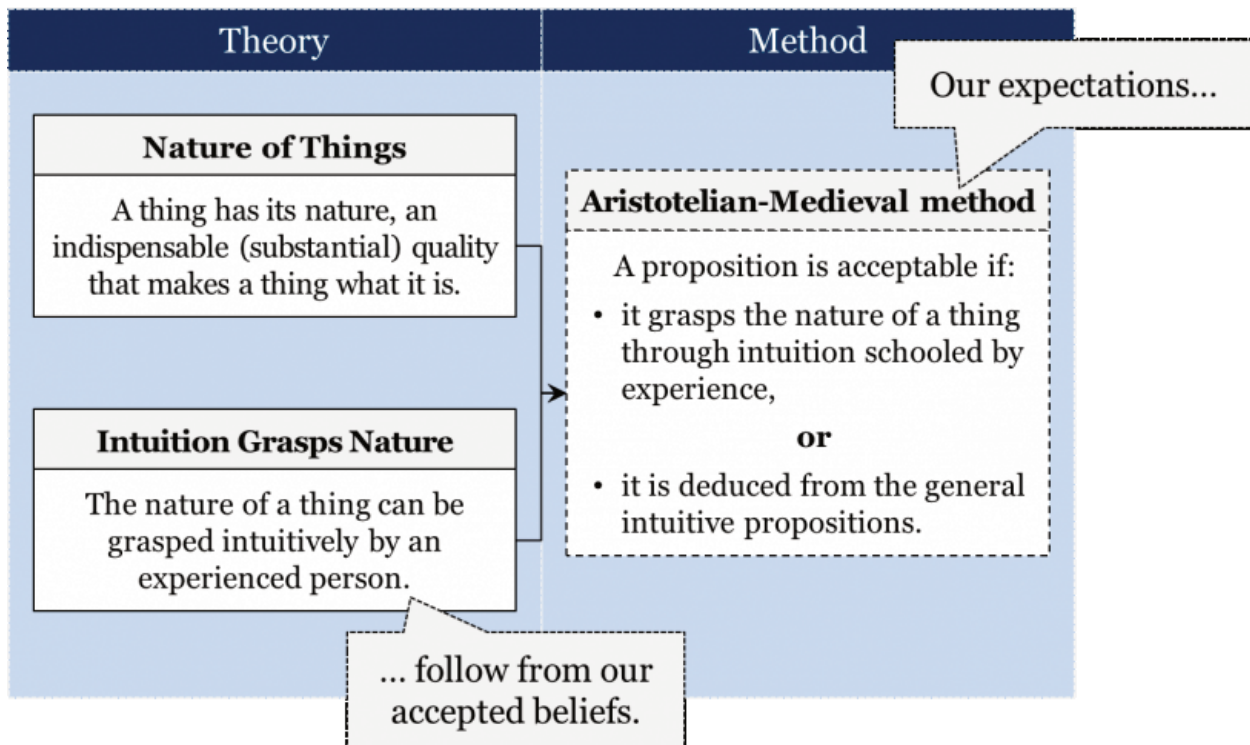 Theory
Method
Our expectations...
Nature of Things
A thing has its nature, an
indispensable (substantial) quality
that makes a thing what it is.
Aristotelian-Medieval method
A proposition is acceptable if:
• it grasps the nature of a thing
through intuition schooled by
experience,
or
• it is deduced from the general
intuitive propositions.
Intuition Grasps Nature
The nature of a thing can be
grasped intuitively by an
experienced person.
... follow from our
accepted beliefs.